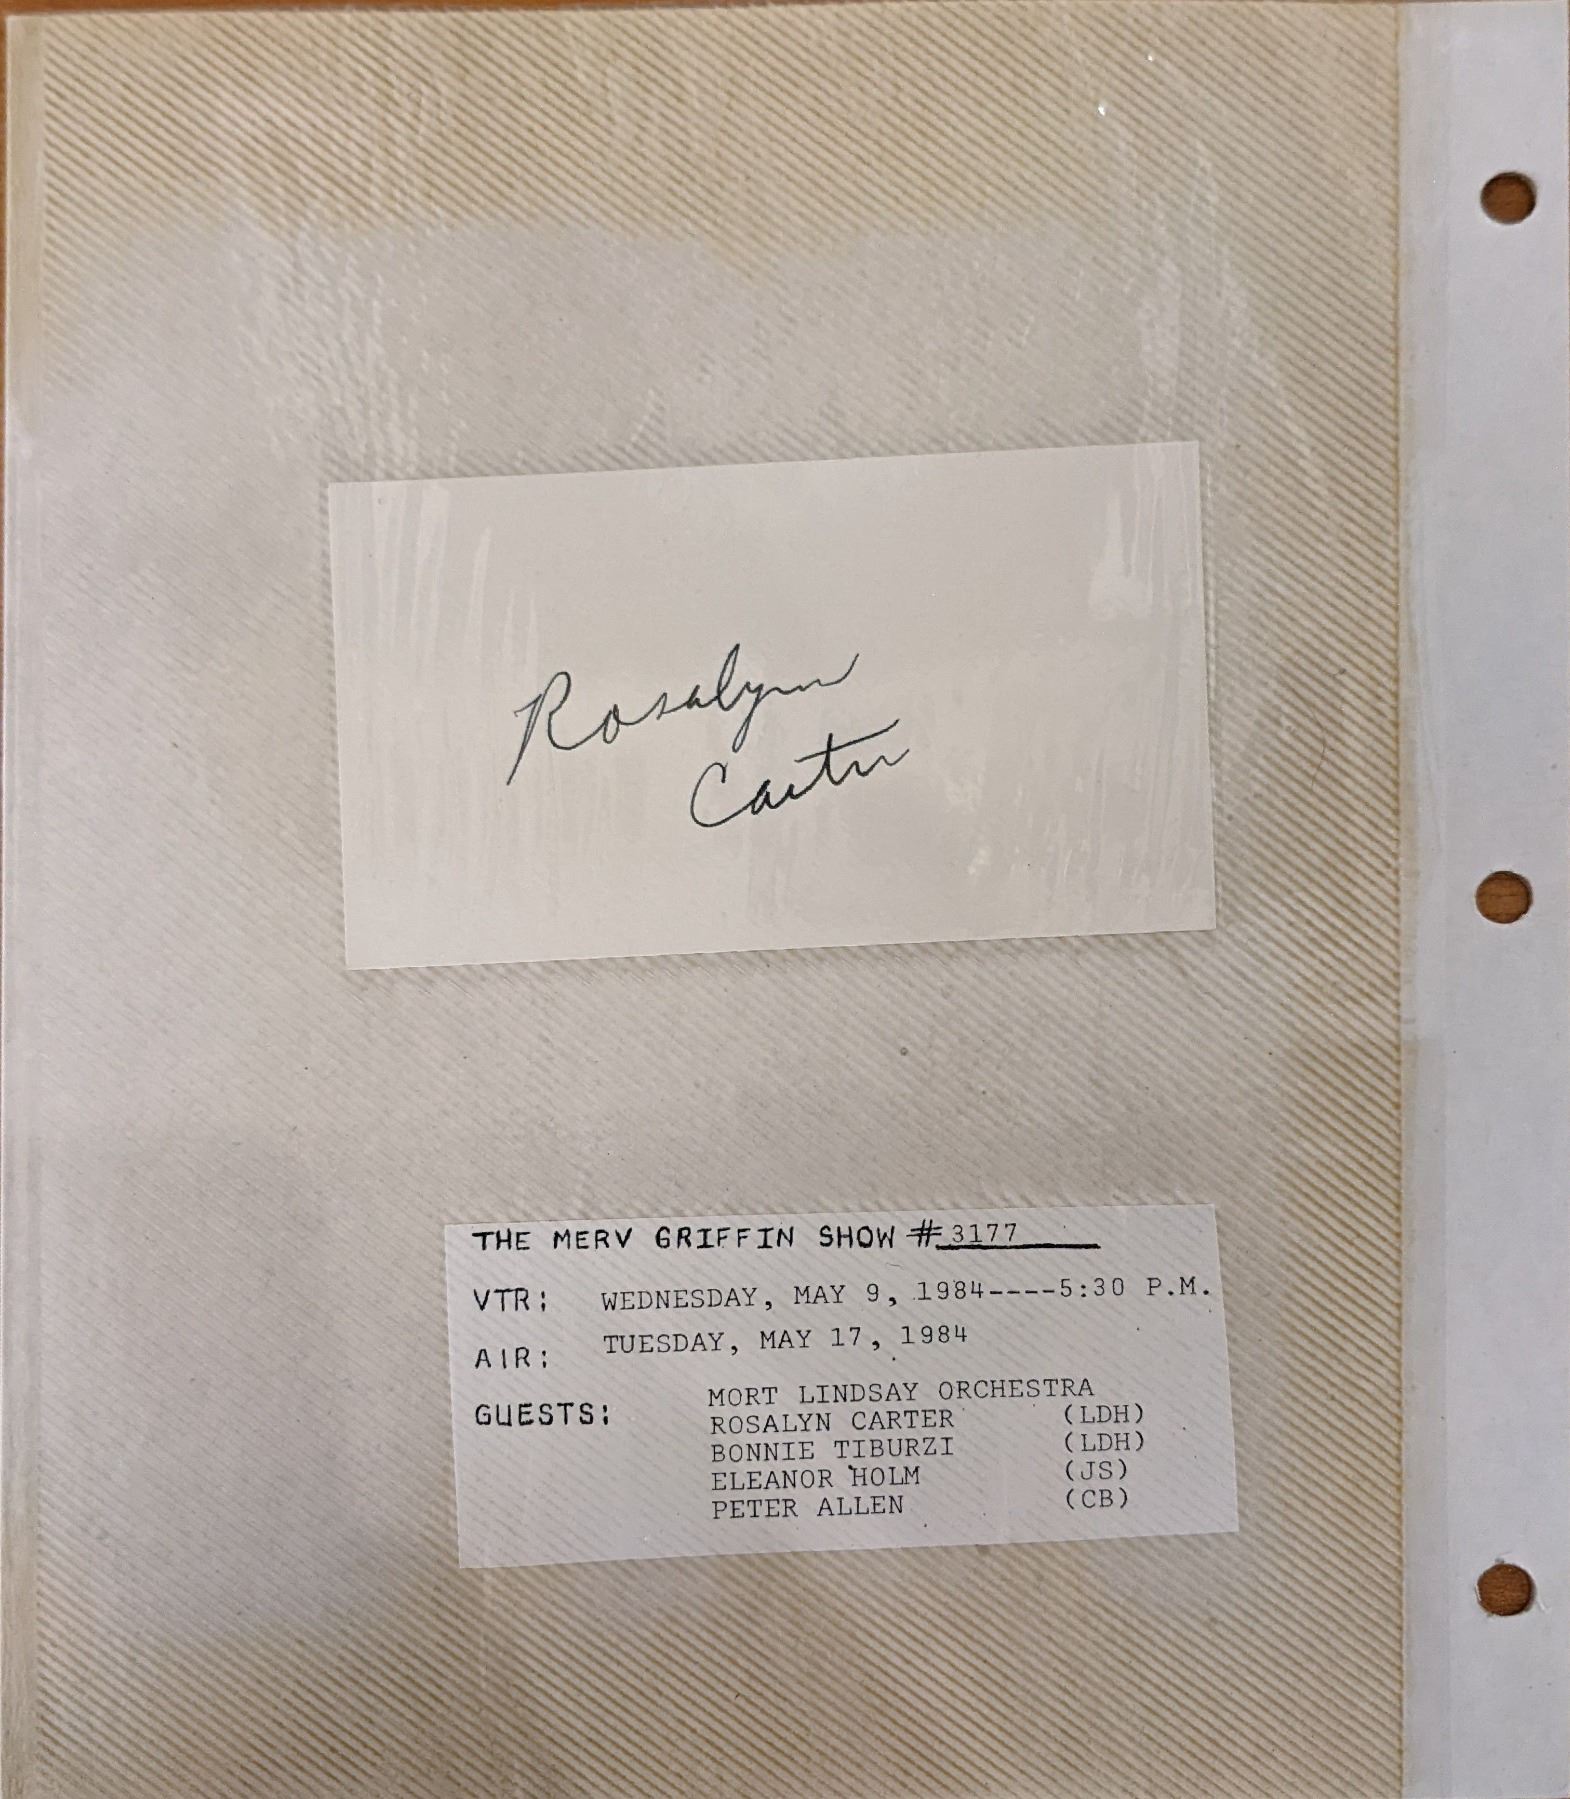 Rosalynn
Carter
THE MERV GRIFFIN SHOW #3177
VTR: WEDNESDAY, MAY 9, 1984----5:30 P.M.
AIR: TUESDAY, MAY 17, 1984
GUESTS: MORT LINDSAY ORCHESTRA
ROSALYN CARTER (LDH)
BONNIE TIBURZI (LDH)
ELEANOR HOLM (JS)
PETER ALLEN (CB)